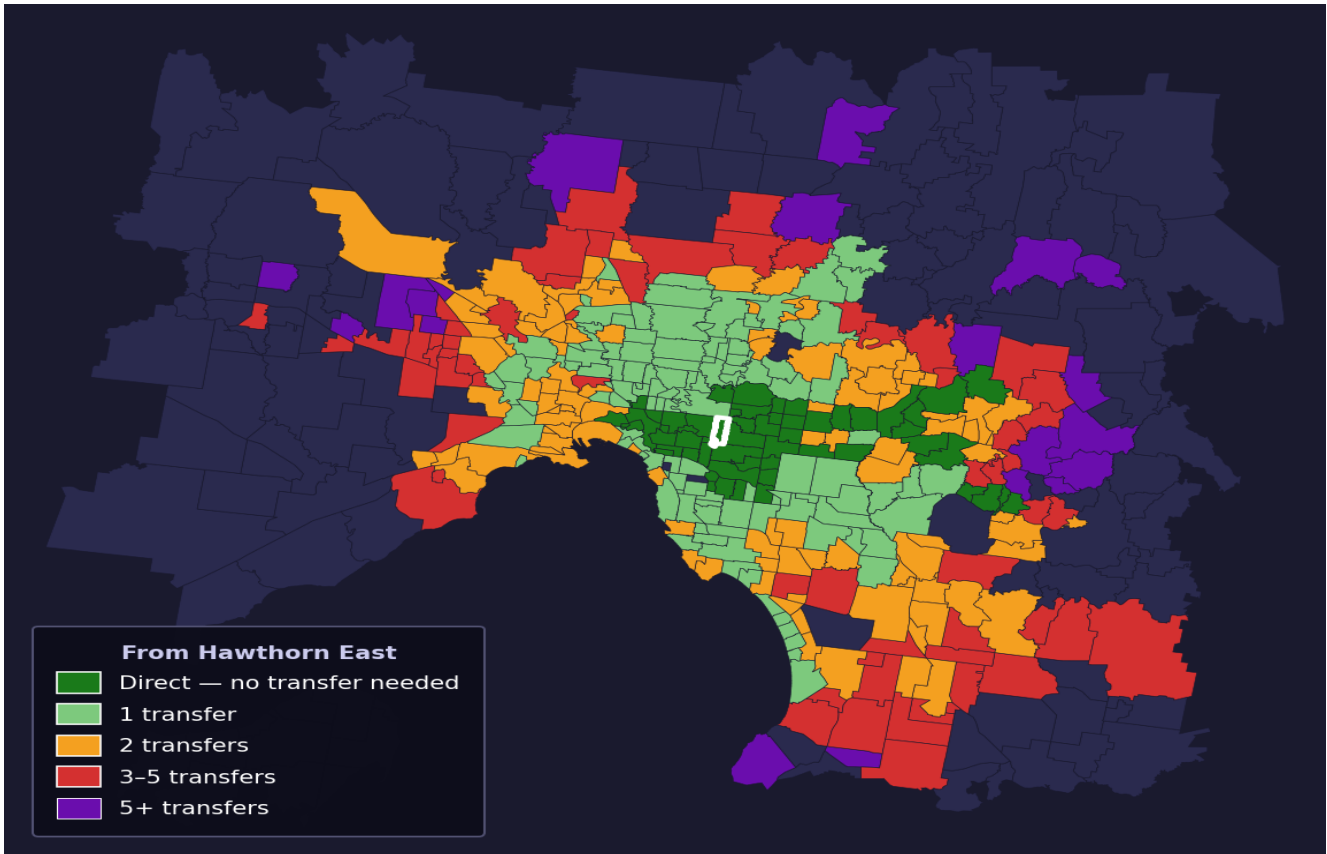 From Hawthorn East
Direct — no transfer needed
1 transfer
2 transfers
3–5 transfers
5+ transfers